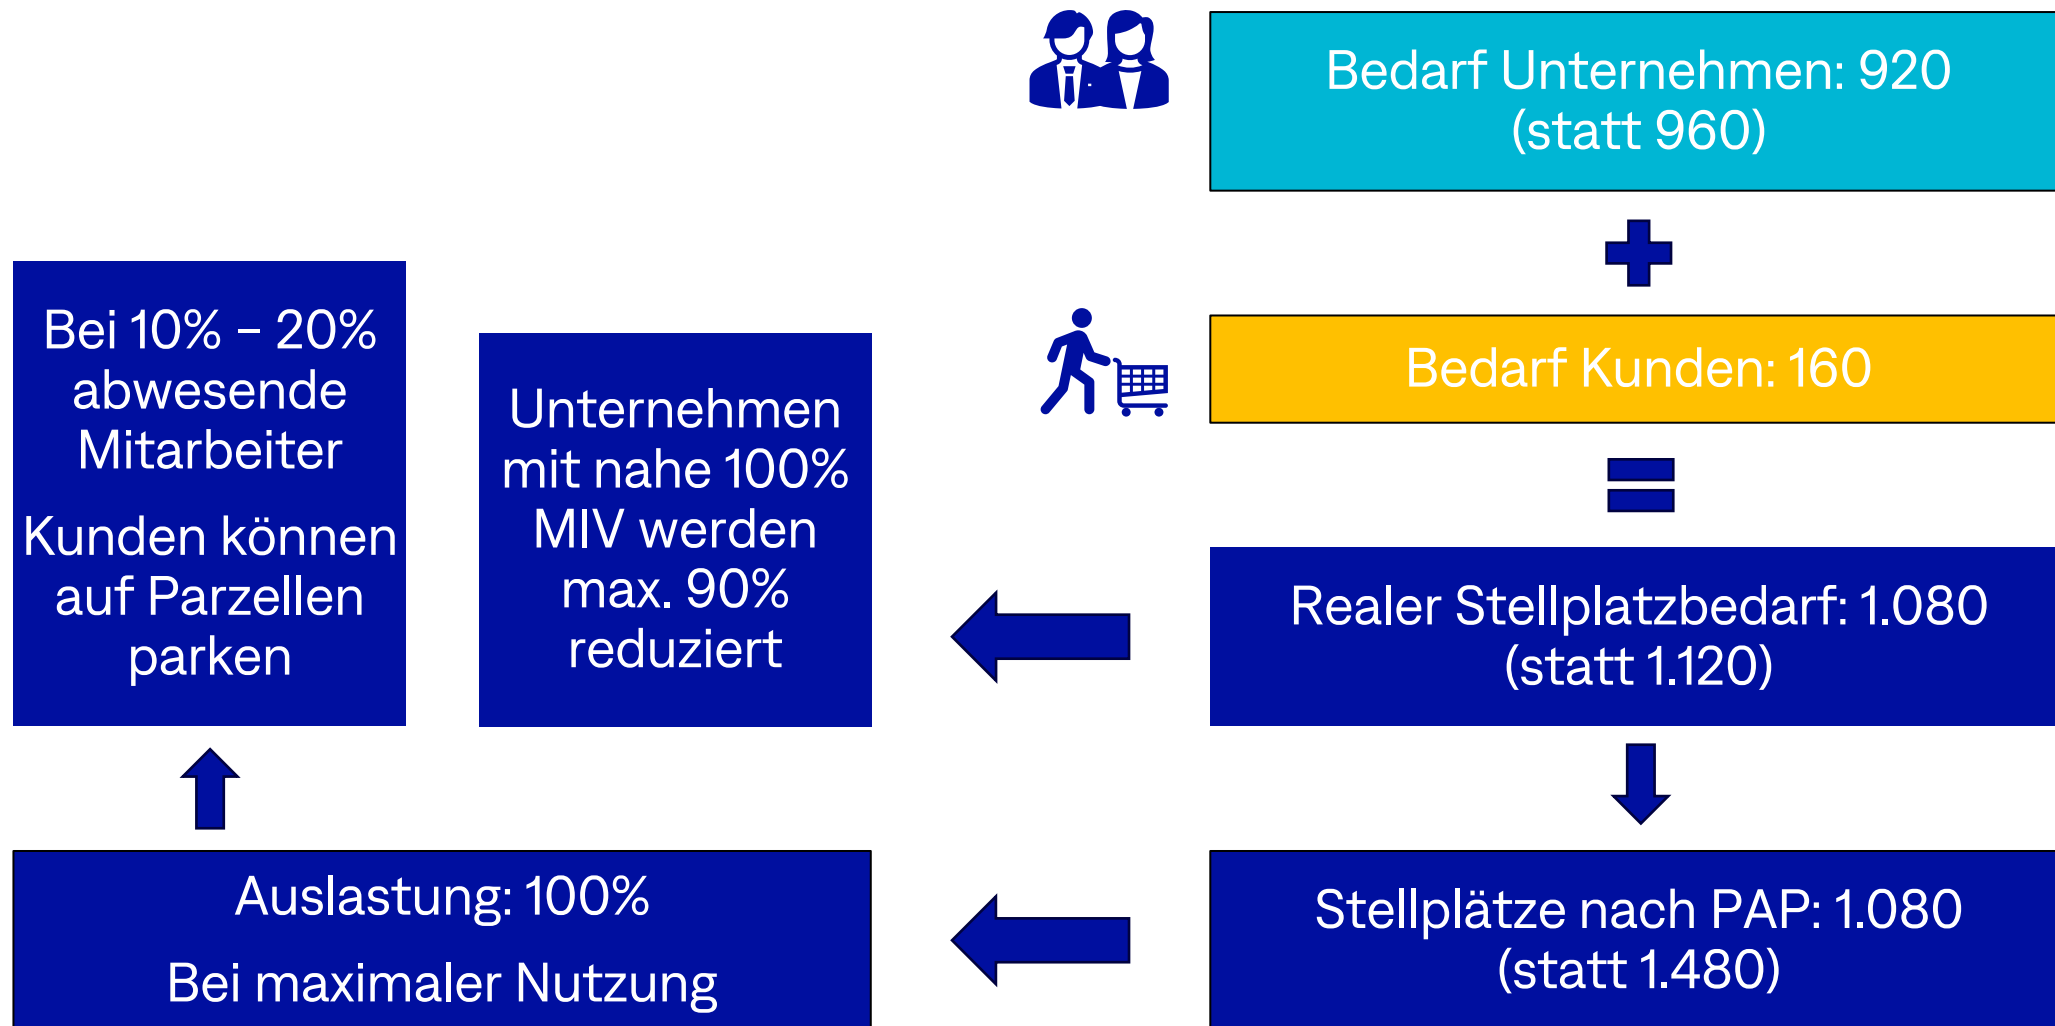 Bedarf Unternehmen: 920
(statt 960)
Bedarf Kunden: 160
Realer Stellplatzbedarf: 1.080
(statt 1.120)
Unternehmen
mit nahe 100%
MIV werden
max. 90%
reduziert
Stellplätze nach PAP: 1.080
(statt 1.480)
Auslastung: 100%
Bei maximaler Nutzung
Bei 10% – 20%
abwesende
Mitarbeiter
Kunden können
auf Parzellen
parken